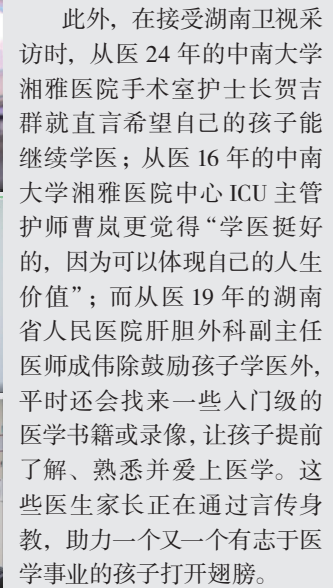 此外，在接受湖南卫视采
访时，从医 24 年的中南大学
湘雅医院手术室护士长贺吉
群就直言希望自己的孩子能
继续学医；从医 16 年的中南
大学湘雅医院中心 ICU 主管
护师曹岚更觉得“学医挺好
的，因为可以体现自己的人生
价值”；而从医 19 年的湖南
省人民医院肝胆外科副主任
医师成伟除鼓励孩子学医外，
平时还会找来一些入门级的
医学书籍或录像，让孩子提前
了解、熟悉并爱上医学。这
些医生家长正在通过言传身
教，助力一个又一个有志于医
学事业的孩子打开翅膀。